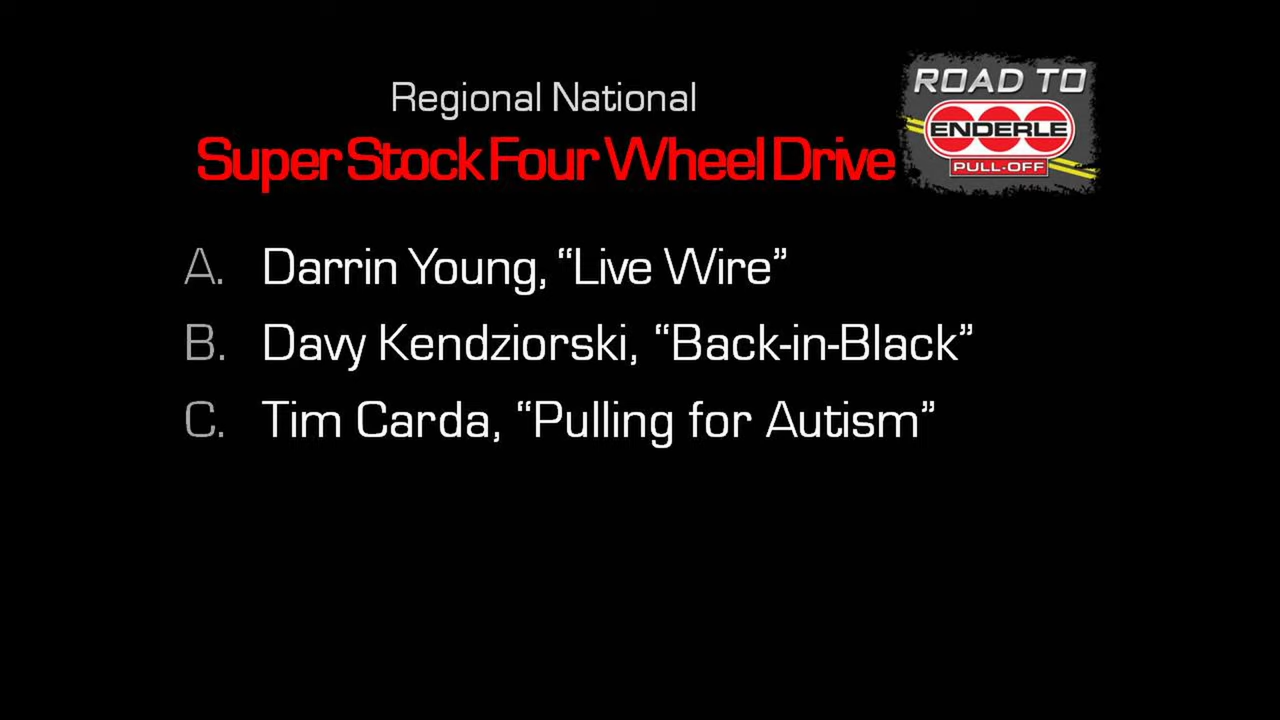 Regional National
Super Stock Four Wheel Drive
ROAD TO
ENDERLE
PULL-OFF
A. Darrin Young, “Live Wire”
B. Davy Kendziorski, “Back-in-Black”
C. Tim Carda, “Pulling for Autism”